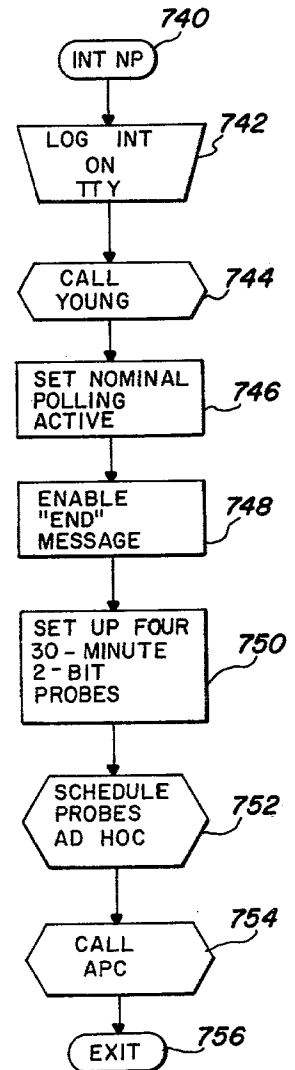 740
INT NP
742
LOG INT
ON
TTY
744
CALL
YOUNG
746
SET NOMINAL
POLLING
ACTIVE
748
ENABLE
"END"
MESSAGE
750
SET UP FOUR
30-MINUTE
2-BIT
PROBES
752
SCHEDULE
PROBES
AD HOC
754
CALL
APC
756
EXIT